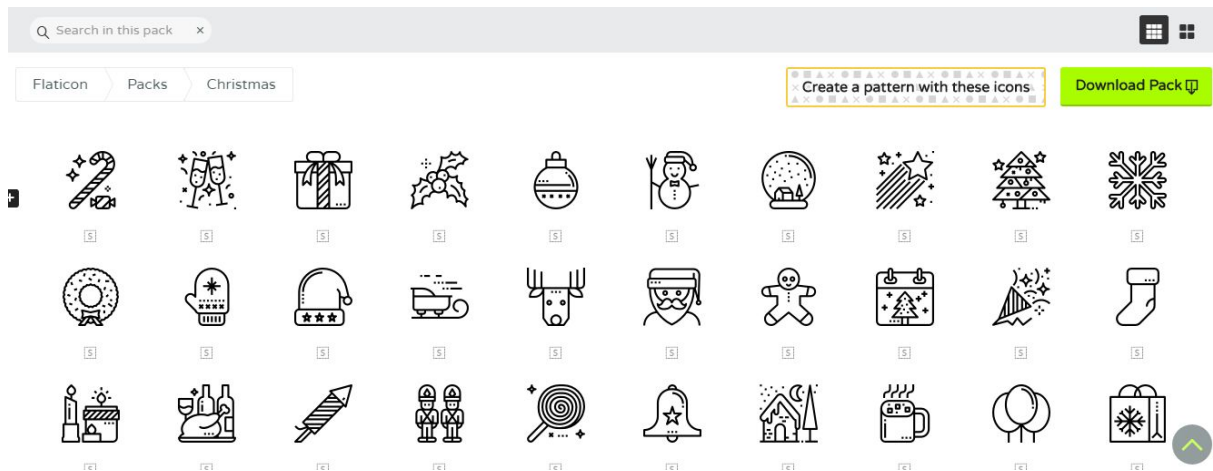 Search in this pack ×
Flaticon Packs Christmas
Create a pattern with these icons
Download Pack
S S S S S S S S S S
S S S S S S S S S S
S S S S S S S S S S